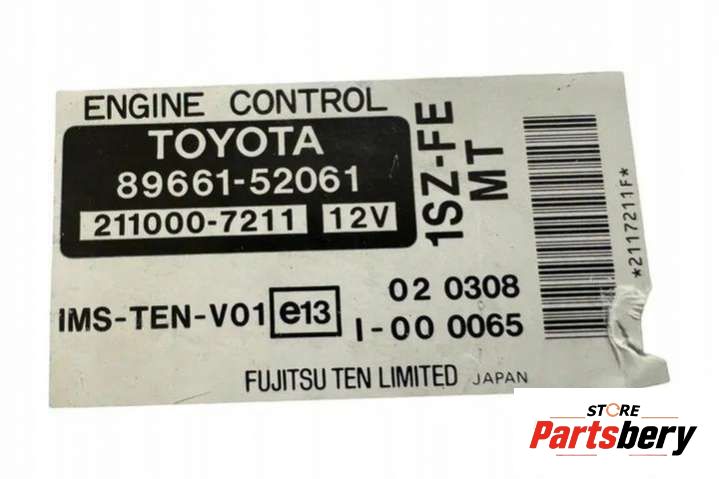 ENGINE CONTROL
TOYOTA
89661-52061
211000-7211 12V
1SZ-FE
MT
*2117211F*
IMS-TEN-V01 e13
02 0308
I-00 0065
FUJITSU TEN LIMITED JAPAN
STORE
Partsbery